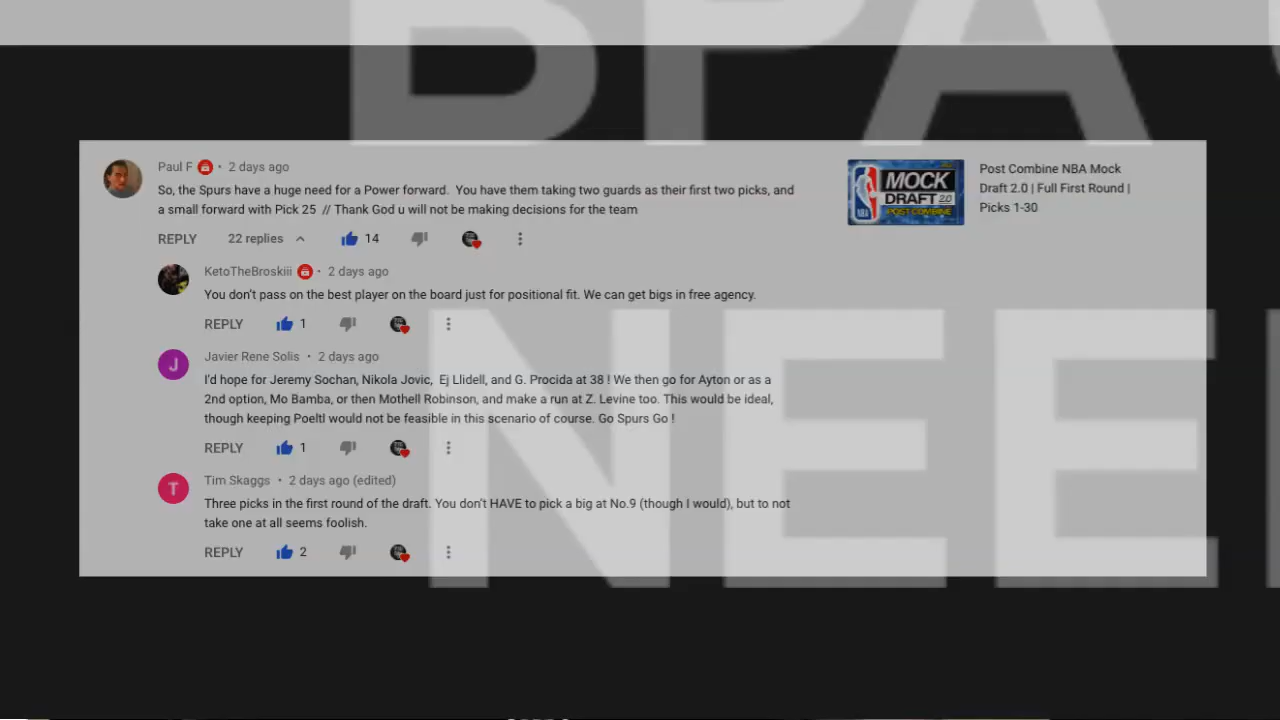 BPA
Paul F • 2 days ago
So, the Spurs have a huge need for a Power forward. You have them taking two guards as their first two picks, and
a small forward with Pick 25 // Thank God u will not be making decisions for the team
REPLY 22 replies 14
MOCK
DRAFT 2.0
POST COMBINE
NBA
Post Combine NBA Mock
Draft 2.0 | Full First Round |
Picks 1-30
KetoTheBroskiii • 2 days ago
You don't pass on the best player on the board just for positional fit. We can get bigs in free agency.
REPLY 1
J
Javier Rene Solis • 2 days ago
I'd hope for Jeremy Sochan, Nikola Jovic, Ej Llidell, and G. Procida at 38 ! We then go for Ayton or as a
2nd option, Mo Bamba, or then Mothell Robinson, and make a run at Z. Levine too. This would be ideal,
though keeping Poeltl would not be feasible in this scenario of course. Go Spurs Go !
REPLY 1
T
Tim Skaggs • 2 days ago (edited)
Three picks in the first round of the draft. You don't HAVE to pick a big at No.9 (though I would), but to not
take one at all seems foolish.
REPLY 2
NEE